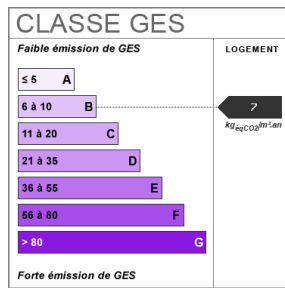 CLASSE GES
Faible émission de GES
LOGEMENT
≤ 5 A
6 à 10 B
7
kgéqCO2/m².an
11 à 20 C
21 à 35 D
36 à 55 E
56 à 80 F
> 80 G
Forte émission de GES